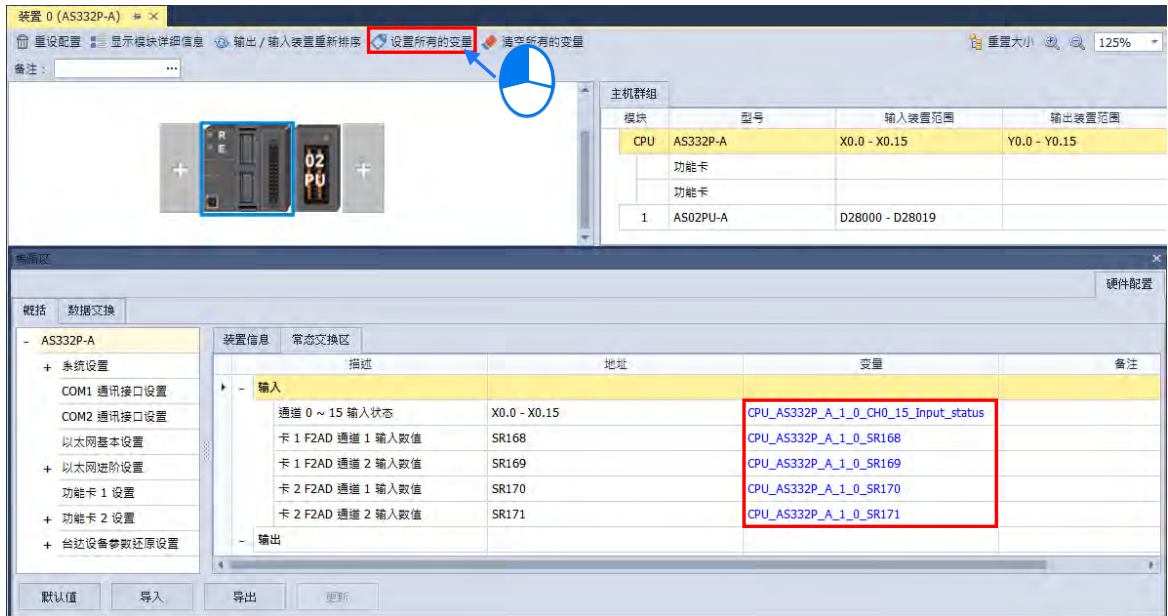 装置 0 (AS332P-A)
重设配置 显示模块详细信息 输出 / 输入装置重新排序 设置所有的变量 清空所有的变量 重置大小 125%
备注： ...
R
E
02
PU
主机群组
模块 型号 输入装置范围 输出装置范围
CPU AS332P-A X0.0 - X0.15 Y0.0 - Y0.15
功能卡
功能卡
1 AS02PU-A D28000 - D28019
硬件配置
概括 数据交换
- AS332P-A
+ 系统设置
COM1 通讯接口设置
COM2 通讯接口设置
以太网基本设置
+ 以太网进阶设置
功能卡 1 设置
+ 功能卡 2 设置
+ 台达设备参数还原设置
装置信息 常态交换区
描述 地址 变量 备注
- 输入
通道 0 ~ 15 输入状态 X0.0 - X0.15 CPU_AS332P_A_1_0_CH0_15_Input_status
卡 1 F2AD 通道 1 输入数值 SR168 CPU_AS332P_A_1_0_SR168
卡 1 F2AD 通道 2 输入数值 SR169 CPU_AS332P_A_1_0_SR169
卡 2 F2AD 通道 1 输入数值 SR170 CPU_AS332P_A_1_0_SR170
卡 2 F2AD 通道 2 输入数值 SR171 CPU_AS332P_A_1_0_SR171
- 输出
默认值 导入 导出 更新